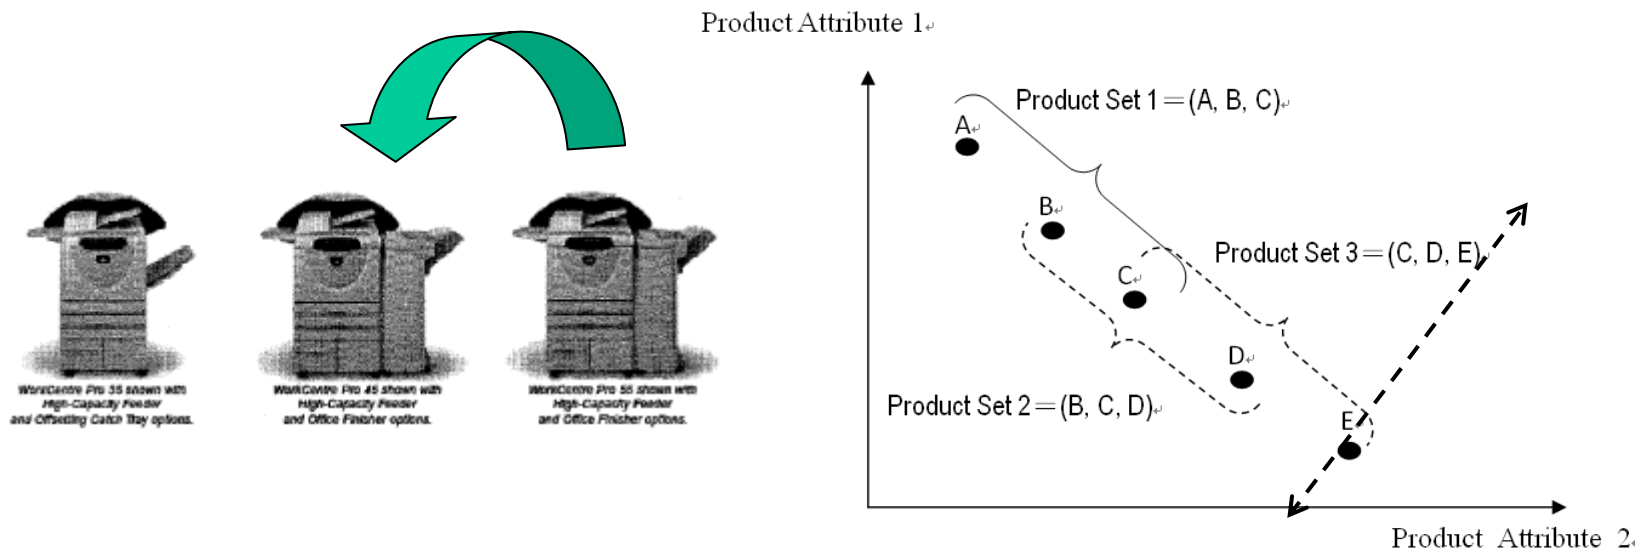 Product Attribute 1
Product Set 1＝(A, B, C)
A
B
Product Set 3＝(C, D, E)
C
D
Product Set 2＝(B, C, D)
E
Product Attribute 2
WorkCentre Pro 35 shown with
High-Capacity Feeder
and Offsetting Catch Tray options.
WorkCentre Pro 45 shown with
High-Capacity Feeder
and Office Finisher options.
WorkCentre Pro 55 shown with
High-Capacity Feeder
and Office Finisher options.